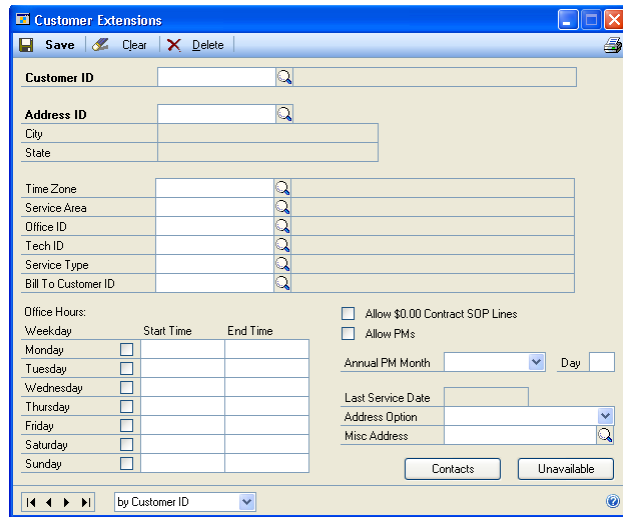 Customer Extensions
Save Clear Delete
Customer ID
Address ID
City
State
Time Zone
Service Area
Office ID
Tech ID
Service Type
Bill To Customer ID
Office Hours:
Weekday Start Time End Time
Monday
Tuesday
Wednesday
Thursday
Friday
Saturday
Sunday
Allow $0.00 Contract SOP Lines
Allow PMs
Annual PM Month Day
Last Service Date
Address Option
Misc Address
Contacts Unavailable
by Customer ID